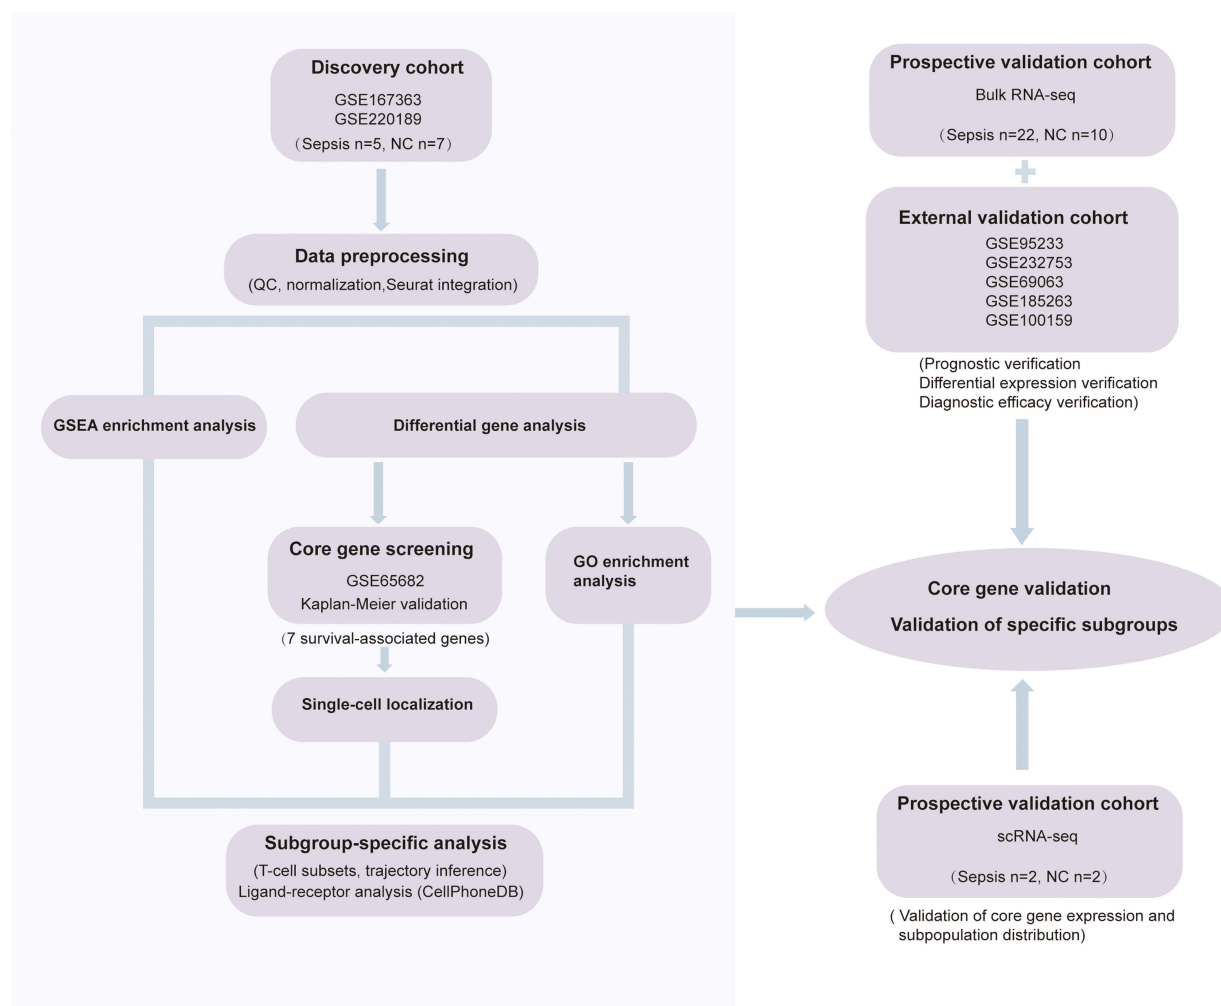 Discovery cohort
GSE167363
GSE220189
(Sepsis n=5, NC n=7)
Data preprocessing
(QC, normalization,Seurat integration)
GSEA enrichment analysis
Differential gene analysis
Core gene screening
GSE65682
Kaplan-Meier validation
(7 survival-associated genes)
GO enrichment
analysis
Single-cell localization
Subgroup-specific analysis
(T-cell subsets, trajectory inference)
Ligand-receptor analysis (CellPhoneDB)
Prospective validation cohort
Bulk RNA-seq
(Sepsis n=22, NC n=10)
External validation cohort
GSE95233
GSE232753
GSE69063
GSE185263
GSE100159
(Prognostic verification
Differential expression verification
Diagnostic efficacy verification)
Core gene validation
Validation of specific subgroups
Prospective validation cohort
scRNA-seq
(Sepsis n=2, NC n=2)
( Validation of core gene expression and
subpopulation distribution)